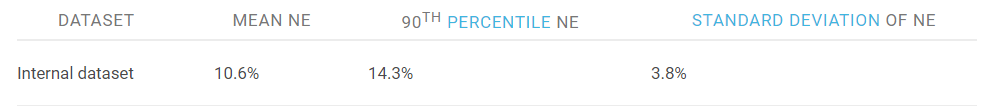 DATASET MEAN NE 90TH PERCENTILE NE STANDARD DEVIATION OF NE
Internal dataset 10.6% 14.3% 3.8%